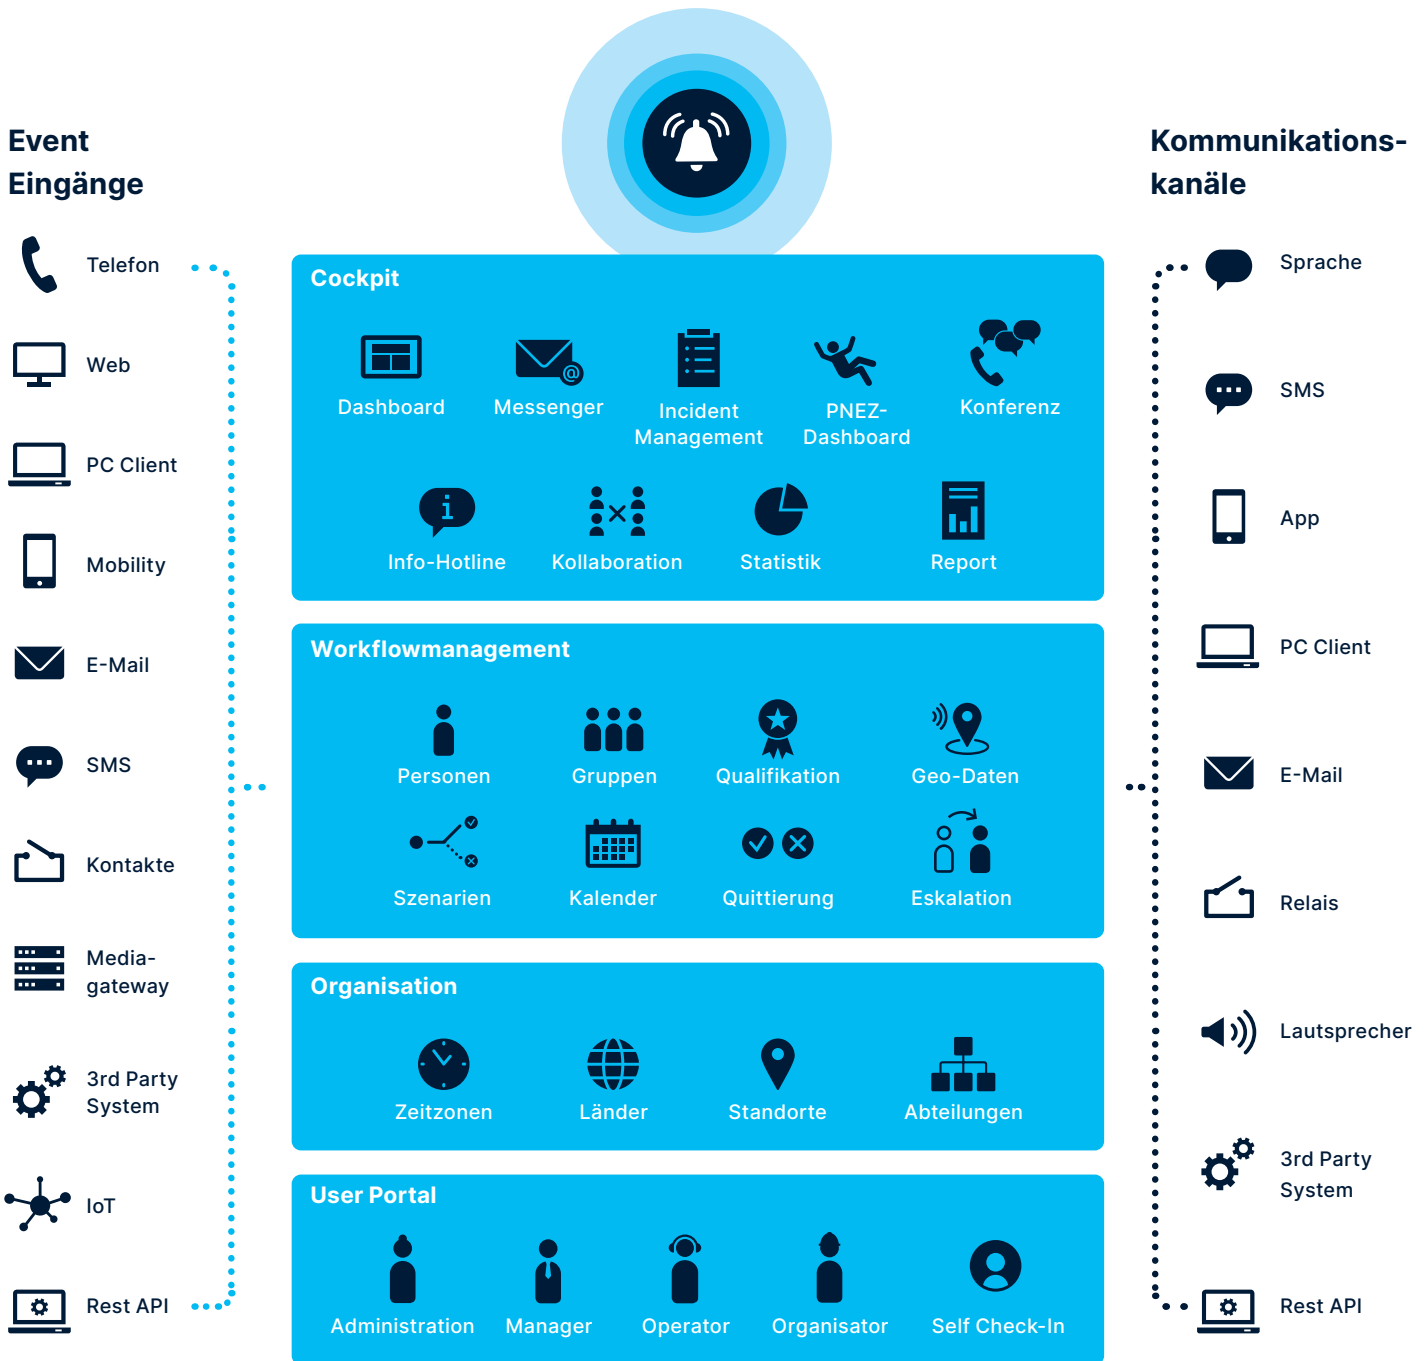 Event
Eingänge
Telefon
Web
PC Client
Mobility
E-Mail
SMS
Kontakte
Media-
gateway
3rd Party
System
IoT
Rest API
Cockpit
Dashboard
Messenger
@
Incident
Management
PNEZ-
Dashboard
Konferenz
i
Info-Hotline
Kollaboration
Statistik
Report
Workflowmanagement
Personen
Gruppen
Qualifikation
Geo-Daten
Szenarien
Kalender
Quittierung
Eskalation
Organisation
Zeitzonen
Länder
Standorte
Abteilungen
User Portal
Administration
Manager
Operator
Organisator
Self Check-In
Kommunikations-
kanäle
Sprache
SMS
App
PC Client
E-Mail
Relais
Lautsprecher
3rd Party
System
Rest API